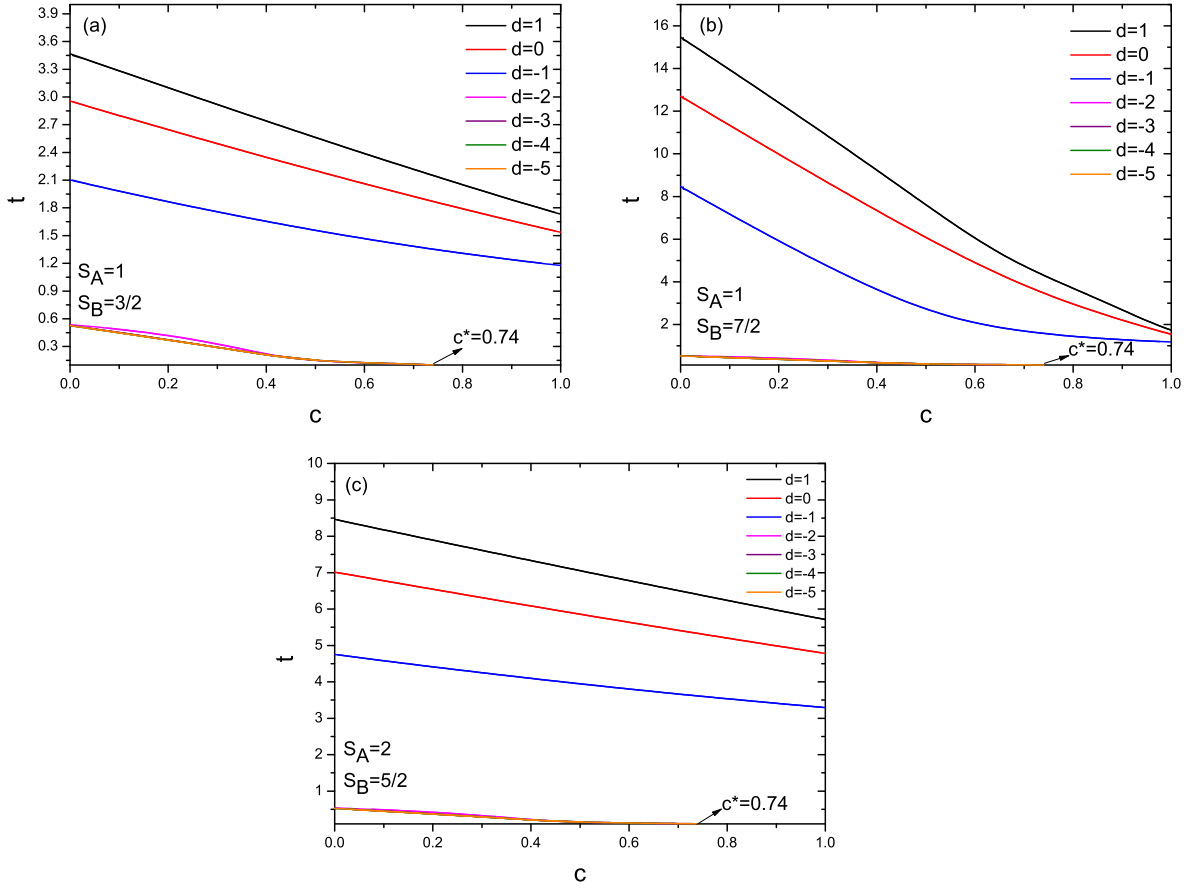 (a)
3.9
3.6
3.3
3.0
2.7
2.4
2.1
1.8
1.5
1.2
0.9
0.6
0.3
t
d=1
d=0
d=-1
d=-2
d=-3
d=-4
d=-5
S_A=1
S_B=3/2
c*=0.74
0.0 0.2 0.4 0.6 0.8 1.0
c
(b)
16
14
12
10
8
6
4
2
t
d=1
d=0
d=-1
d=-2
d=-3
d=-4
d=-5
S_A=1
S_B=7/2
c*=0.74
0.0 0.2 0.4 0.6 0.8 1.0
c
(c)
10
9
8
7
6
5
4
3
2
1
t
d=1
d=0
d=-1
d=-2
d=-3
d=-4
d=-5
S_A=2
S_B=5/2
c*=0.74
0.0 0.2 0.4 0.6 0.8 1.0
c